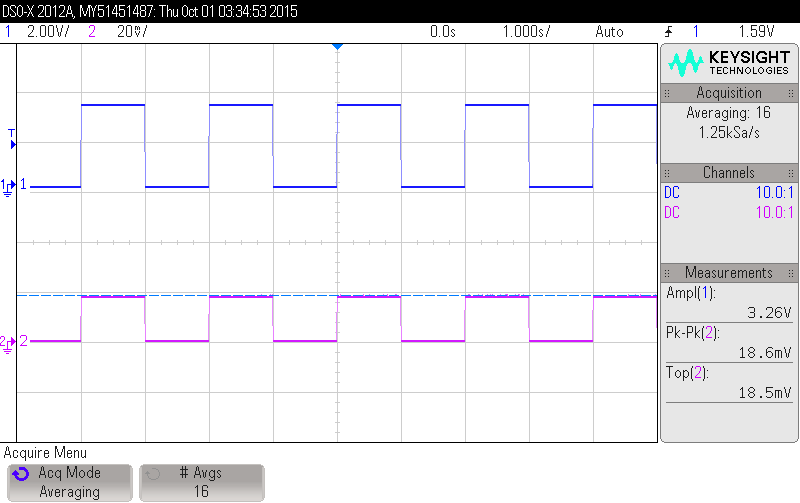 DSO-X 2012A, MY51451487: Thu Oct 01 03:34:53 2015
1 2.00V/ 2 20mV/ 0.0s 1.000s/ Auto 1 1.59V
KEYSIGHT
TECHNOLOGIES
Acquisition
Averaging: 16
1.25kSa/s
Channels
DC 10.0:1
DC 10.0:1
Measurements
Ampl(1):
3.26V
Pk-Pk(2):
18.6mV
Top(2):
18.5mV
T
1 1
2 2
Acquire Menu
Acq Mode
Averaging
# Avgs
16